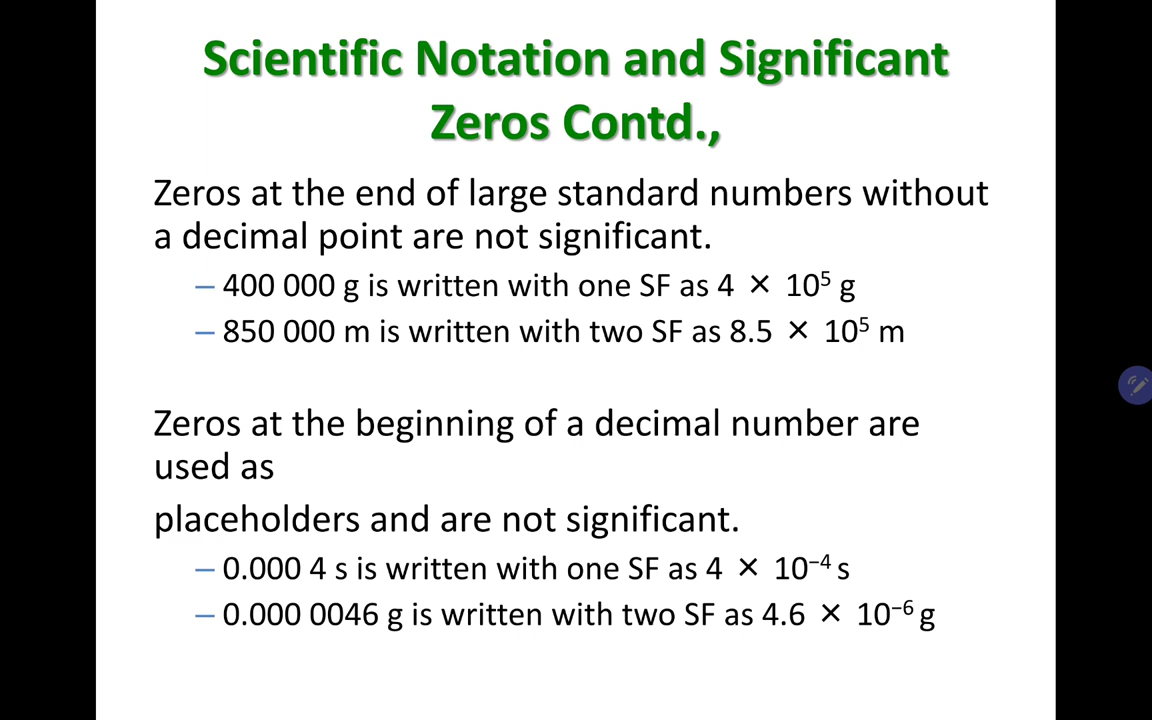 Scientific Notation and Significant
Zeros Contd.,
Zeros at the end of large standard numbers without
a decimal point are not significant.
– 400 000 g is written with one SF as 4 × 10⁵ g
– 850 000 m is written with two SF as 8.5 × 10⁵ m
Zeros at the beginning of a decimal number are
used as
placeholders and are not significant.
– 0.000 4 s is written with one SF as 4 × 10⁻⁴ s
– 0.000 0046 g is written with two SF as 4.6 × 10⁻⁶ g